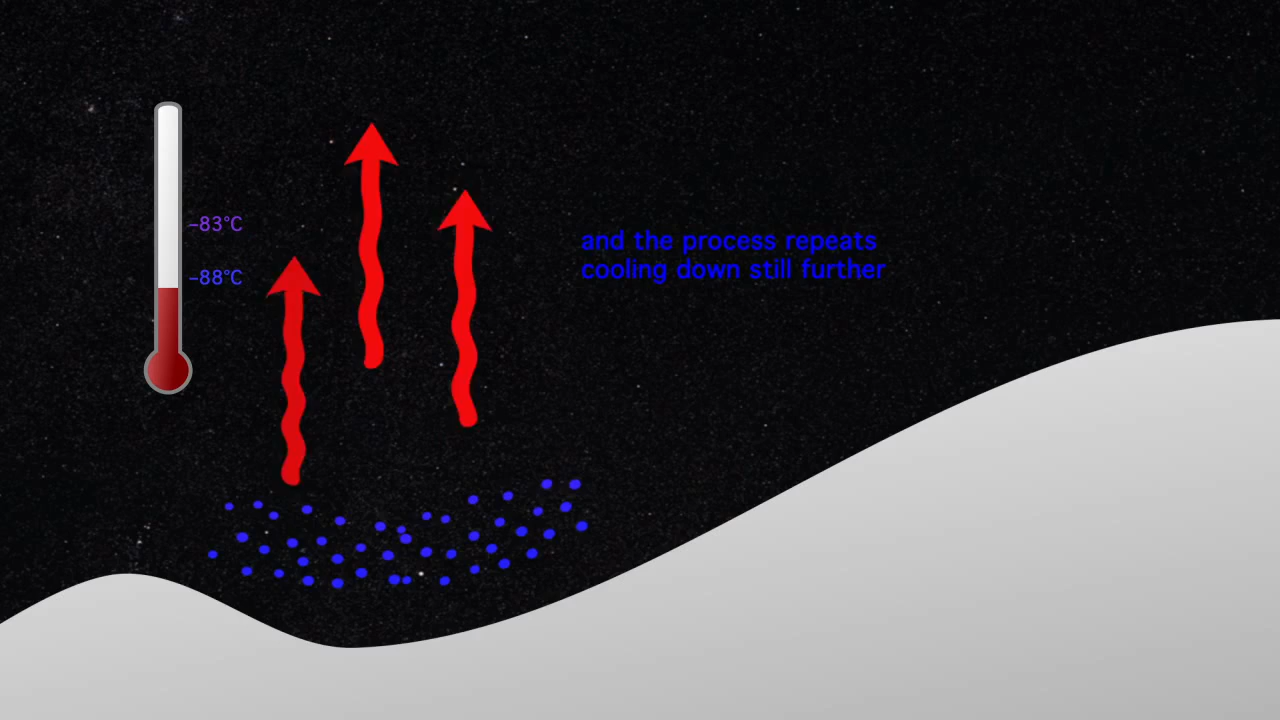 –83°C
–88°C
and the process repeats
cooling down still further